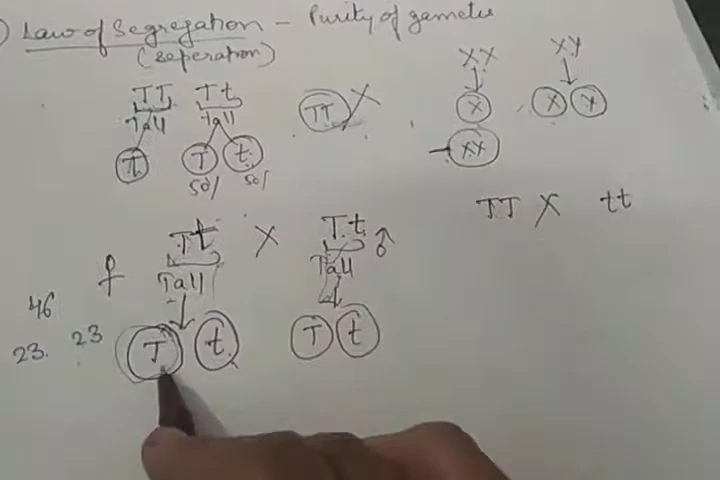 ) Law of Segregation - Purity of gametes
(seperation)
XX XY
TT Tt
Tall Tall
TT X
X X Y
T T t
XX
50% 50%
TT X tt
Tt X T.t
Tall Tall ♂
46
23. 23
T t T t